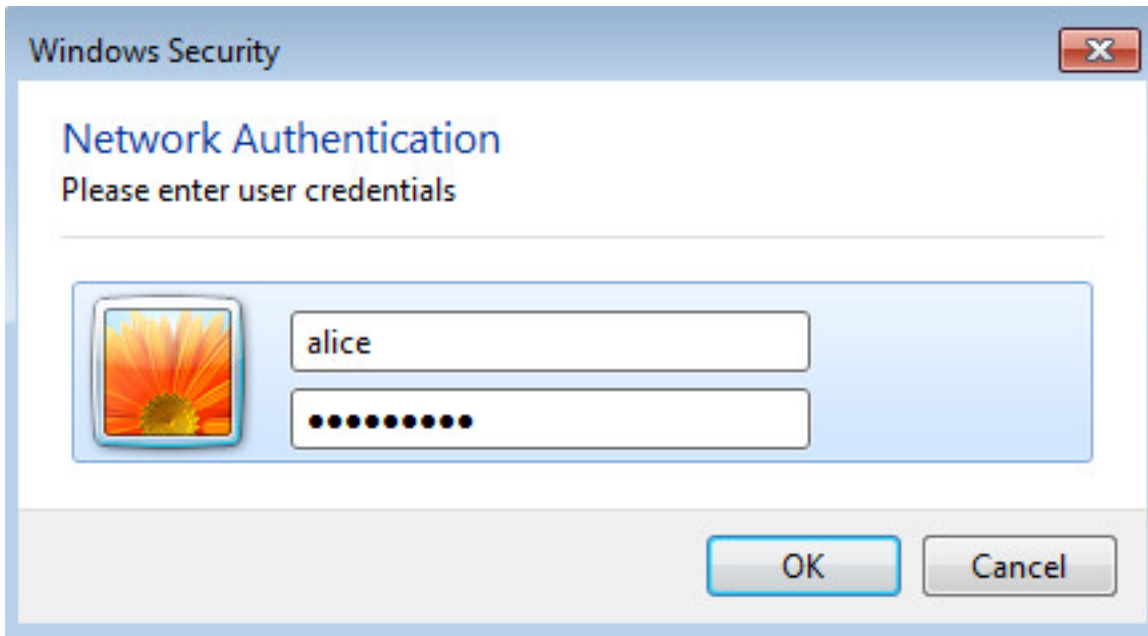 Windows Security
Network Authentication
Please enter user credentials
alice
●●●●●●●●●
OK
Cancel